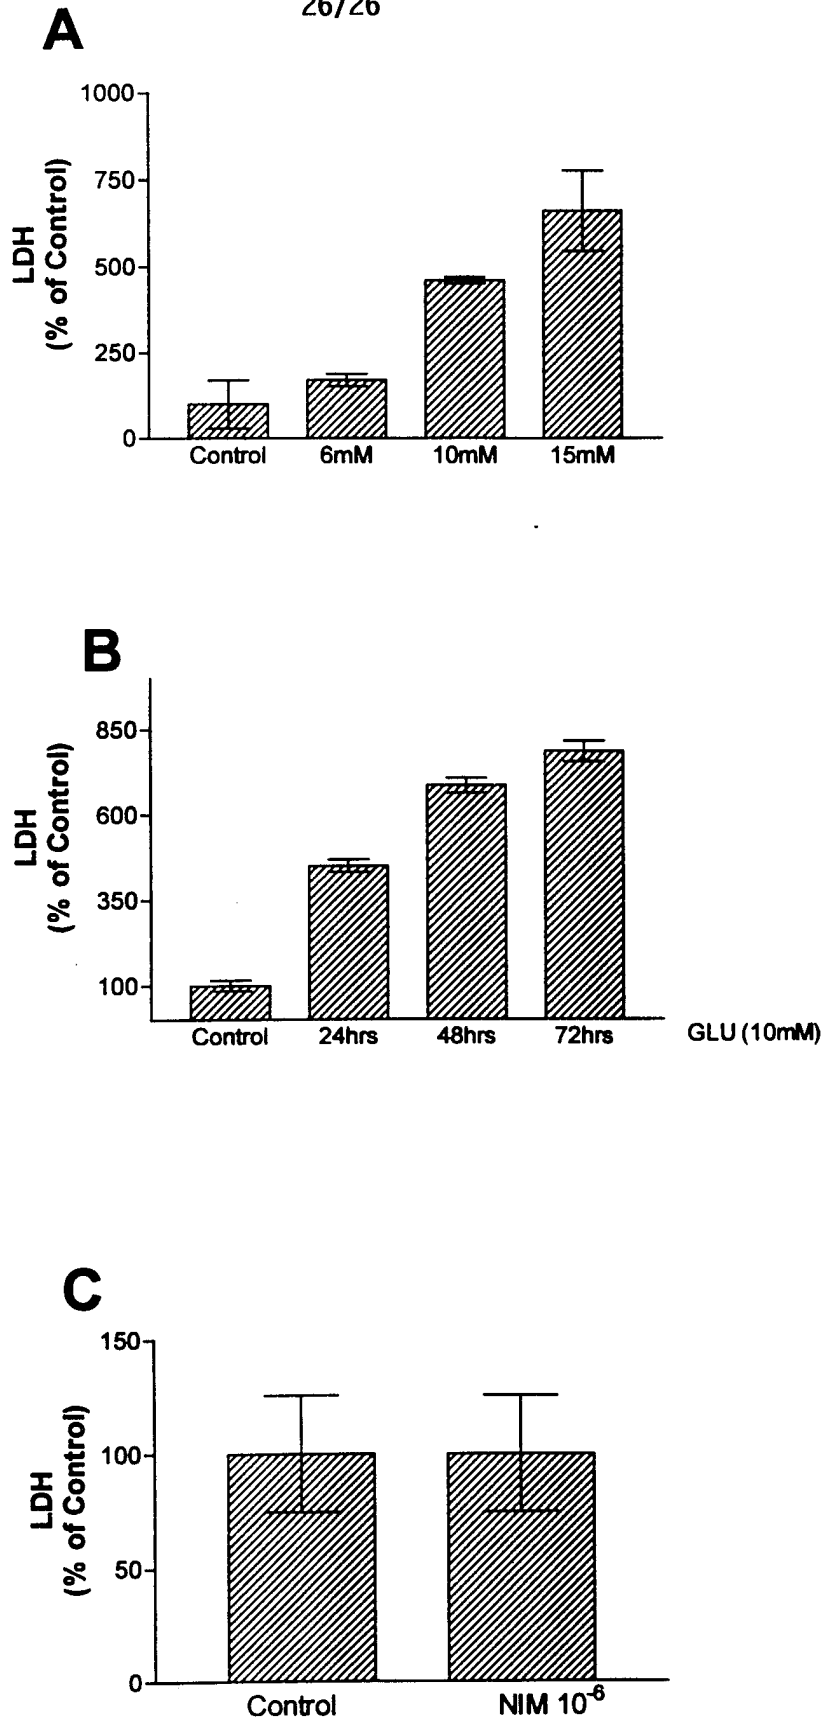 26/26
A
1000
750
500
250
0
LDH
(% of Control)
Control 6mM 10mM 15mM
B
850
600
350
100
LDH
(% of Control)
Control 24hrs 48hrs 72hrs GLU (10mM)
C
150
100
50
0
LDH
(% of Control)
Control NIM 10⁻⁶